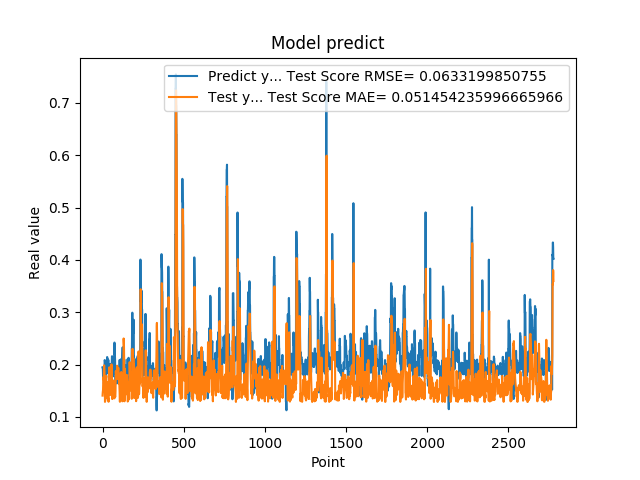 Model predict
Predict y... Test Score RMSE= 0.0633199850755
Test y... Test Score MAE= 0.051454235996665966
0.7
0.6
0.5
0.4
0.3
0.2
0.1
Real value
0 500 1000 1500 2000 2500
Point